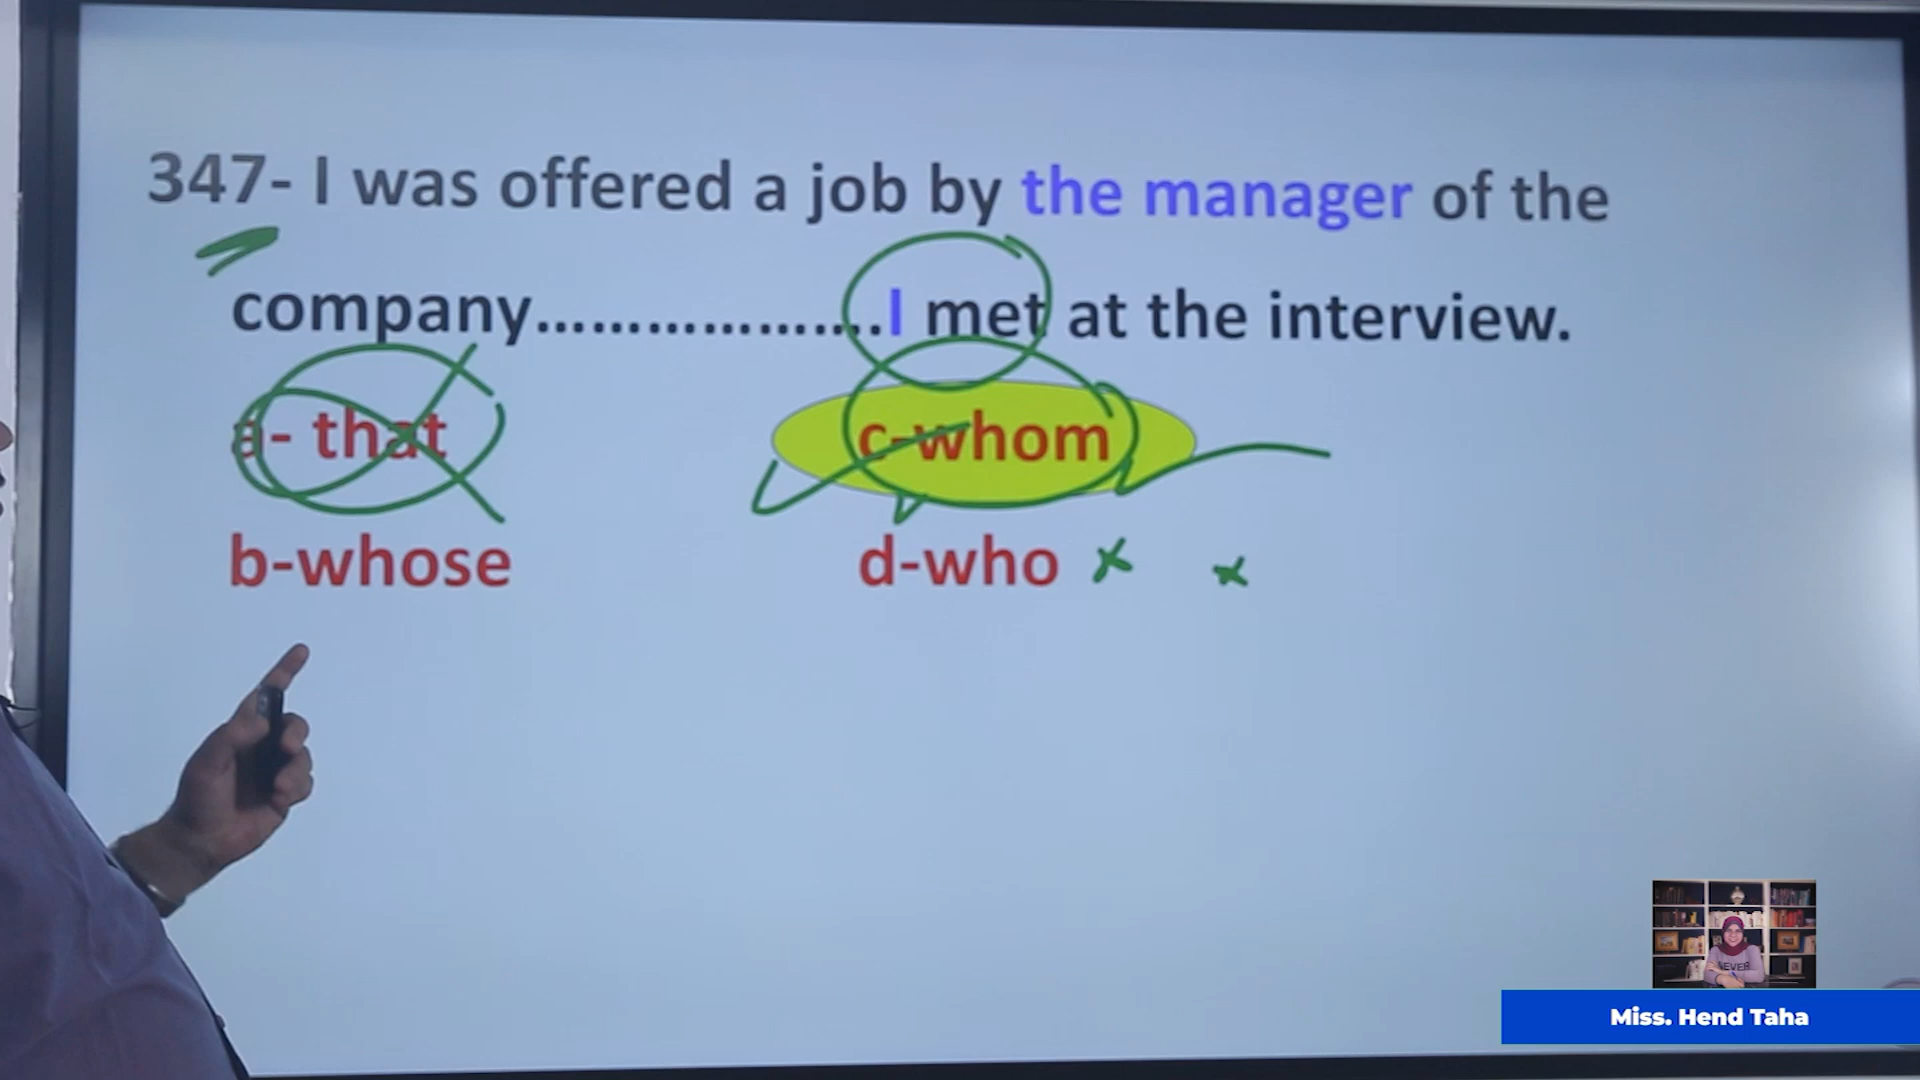 347- I was offered a job by the manager of the
company....................I met at the interview.
a- that
c-whom
b-whose
d-who
NEVER
Miss. Hend Taha